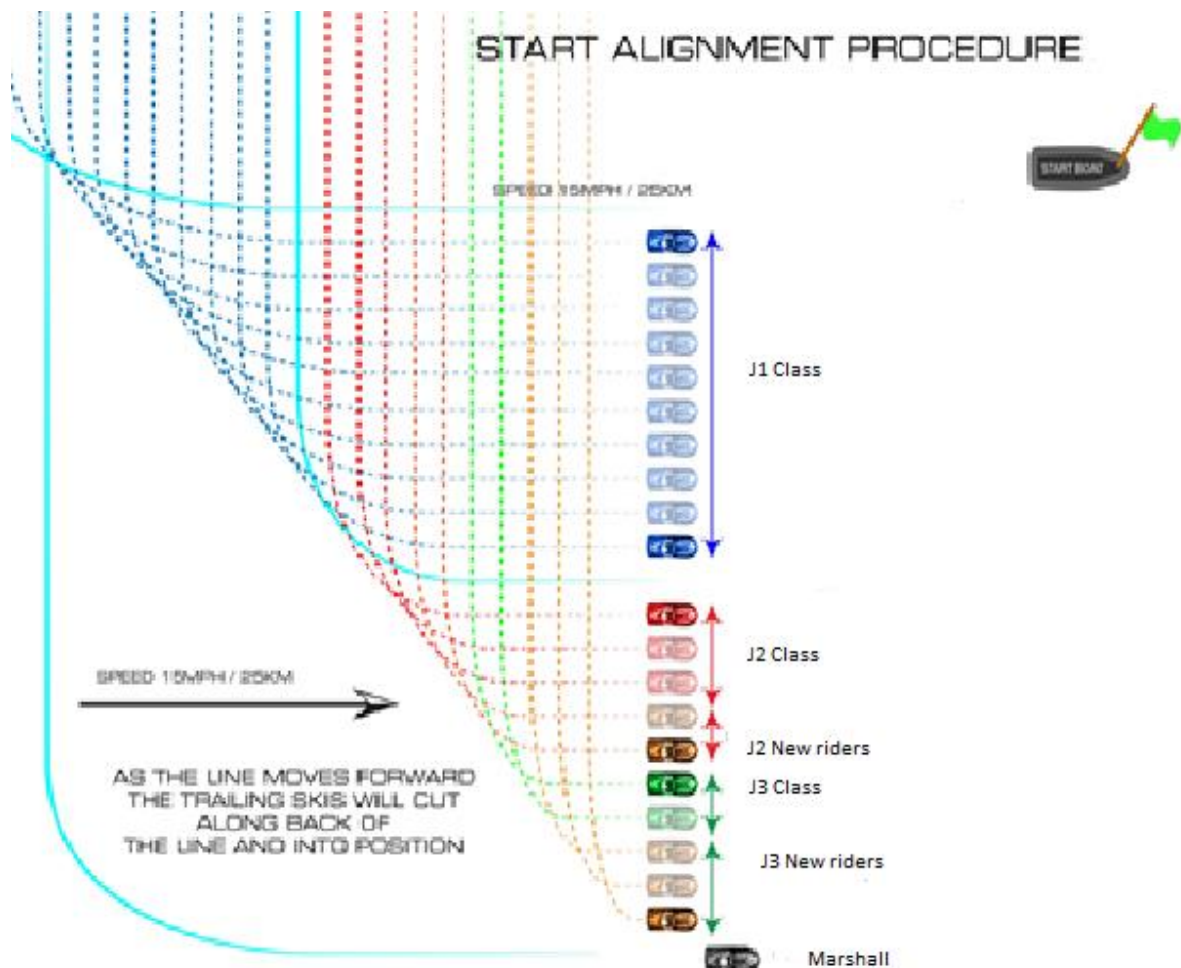 START ALIGNMENT PROCEDURE
START BOAT
SPEED: 15MPH / 25KM
J1 Class
J2 Class
SPEED: 15MPH / 25KM
J2 New riders
AS THE LINE MOVES FORWARD
THE TRAILING SKIS WILL CUT
ALONG BACK OF
THE LINE AND INTO POSITION
J3 Class
J3 New riders
Marshall